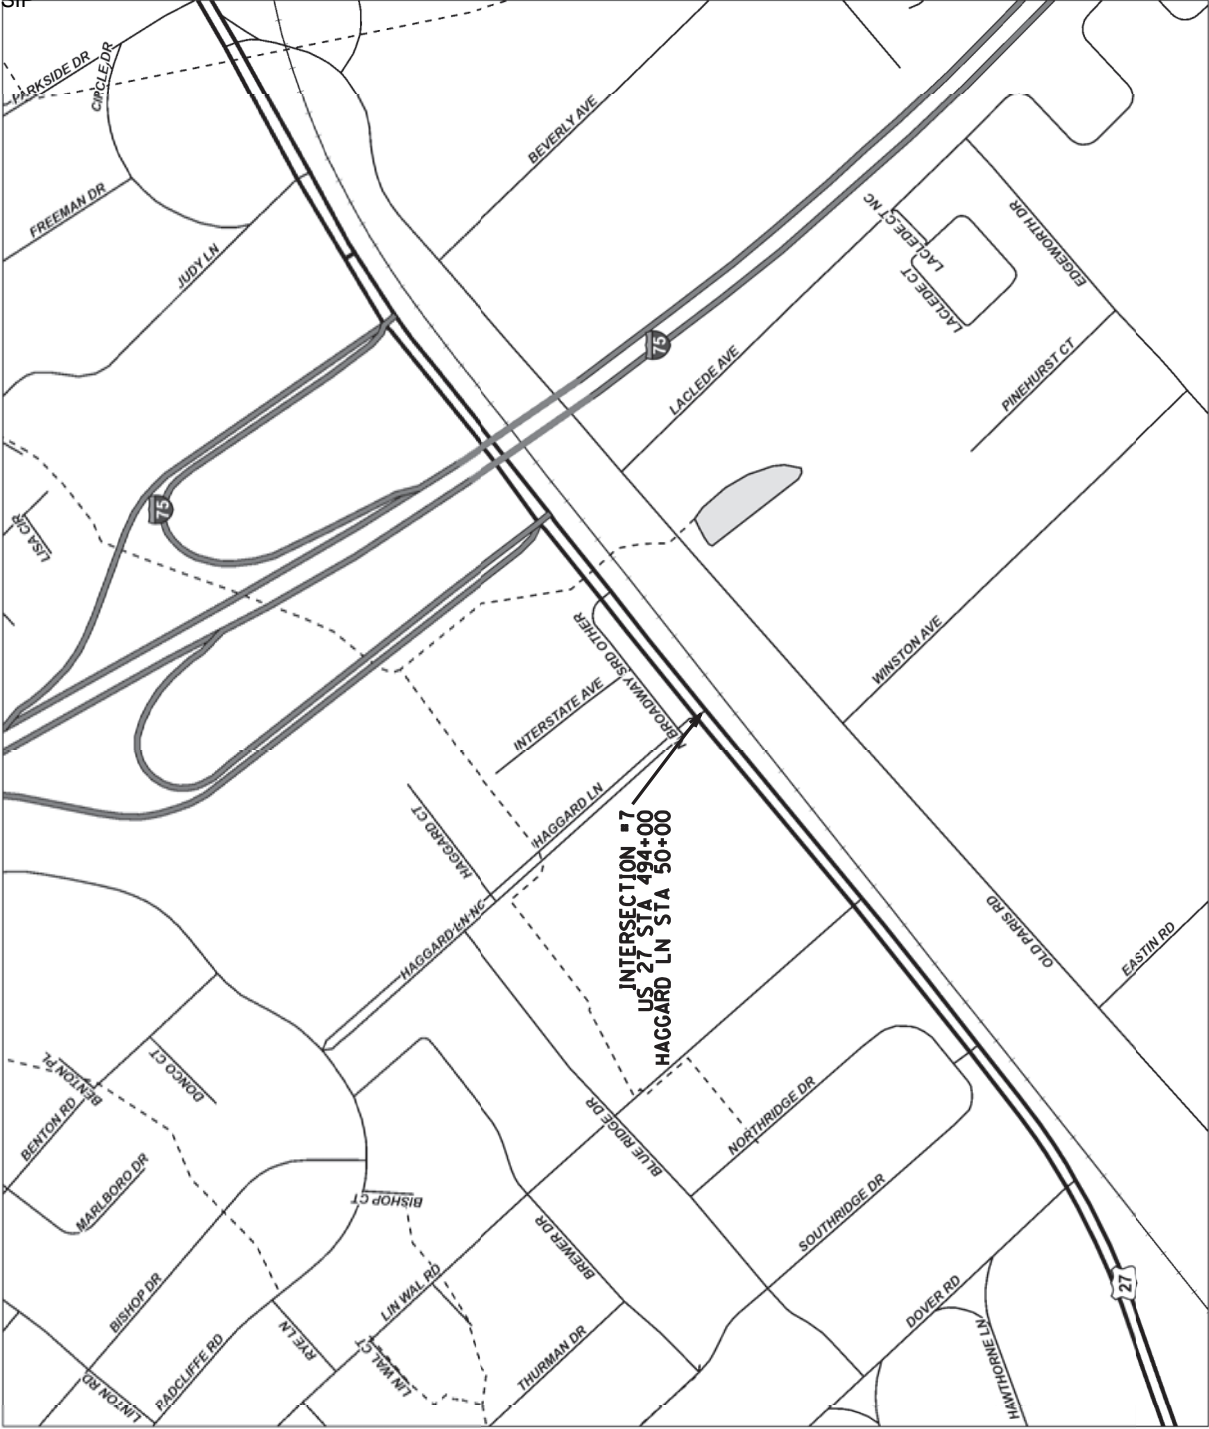 PARKSIDE DR
CIRCLE DR
FREEMAN DR
JUDY LN
BEVERLY AVE
LACLEDE CT NC
LACLEDE CT
LACLEDE CT
EDGEWORTH DR
75
LACLEDE AVE
PINEHURST CT
75
LISA CIR
WINSTON AVE
BROADWAY SRD OTHER
INTERSTATE AVE
HAGGARD LN
HAGGARD CT
HAGGARD LN NC
INTERSECTION #7
US 27 STA 494+00
HAGGARD LN STA 50+00
OLD PARIS RD
EASTIN RD
BENTON PL
BENTON RD
DONCO CT
MARLBORO DR
BISHOP CT
BLUE RIDGE DR
NORTHRIDGE DR
SOUTHRIDGE DR
BREWER DR
BISHOP DR
LIN WAL RD
DOVER RD
27
RYE LN
LIN WAL CT
THURMAN DR
HAWTHORNE LN
PADCLIFFE RD
LINTON RD